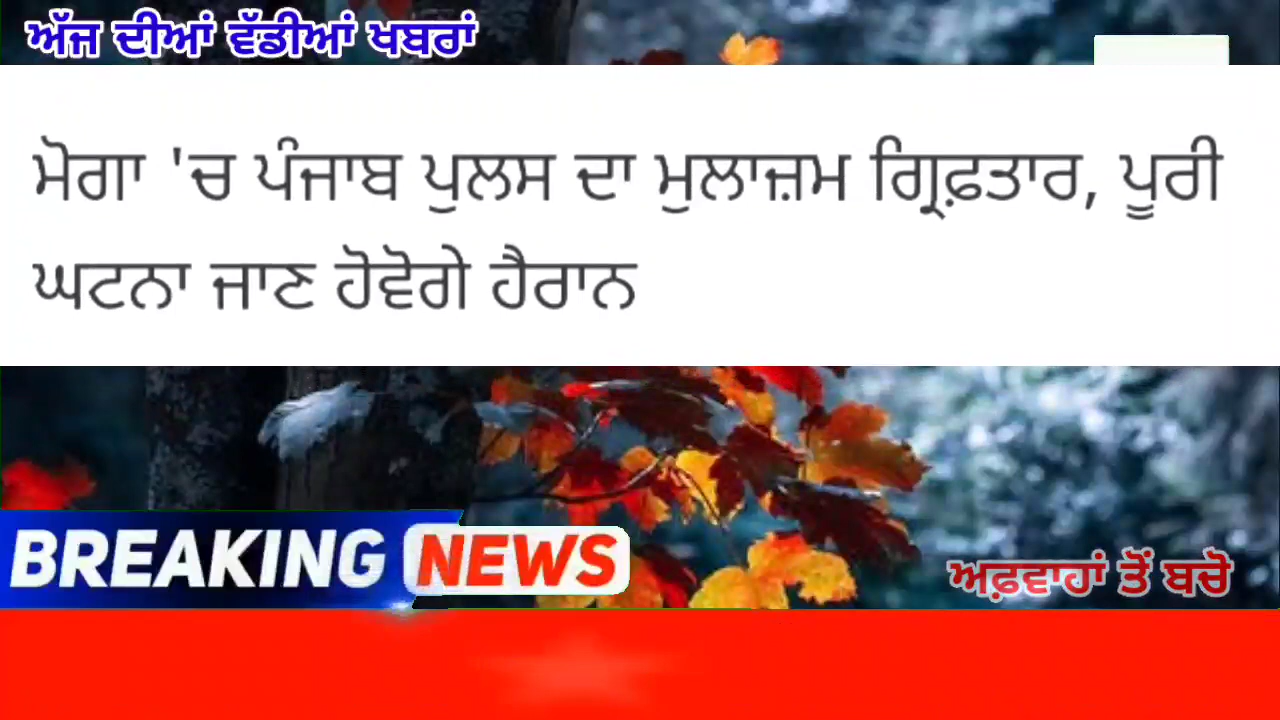 ਅੱਜ ਦੀਆਂ ਵੱਡੀਆਂ ਖਬਰਾਂ
ਮੋਗਾ 'ਚ ਪੰਜਾਬ ਪੁਲਸ ਦਾ ਮੁਲਾਜ਼ਮ ਗ੍ਰਿਫ਼ਤਾਰ, ਪੂਰੀ
ਘਟਨਾ ਜਾਣ ਹੋਵੋਗੇ ਹੈਰਾਨ
BREAKING NEWS
ਅਫ਼ਵਾਹਾਂ ਤੋਂ ਬਚੋ